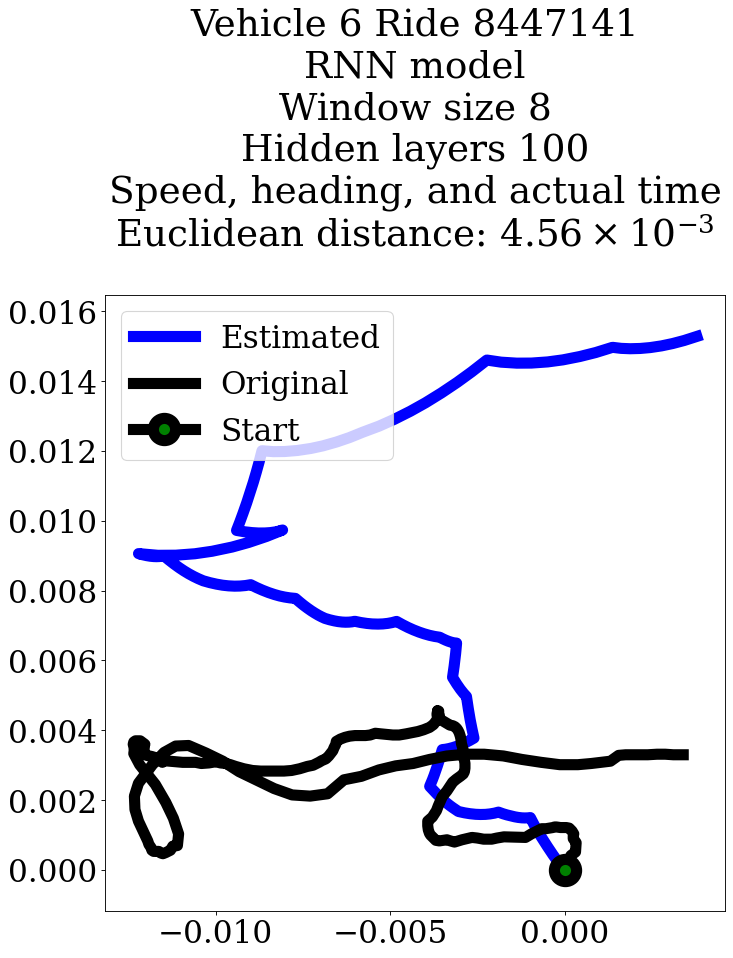 Vehicle 6 Ride 8447141
RNN model
Window size 8
Hidden layers 100
Speed, heading, and actual time
Euclidean distance: 4.56 × 10⁻³
Estimated
Original
Start
0.016
0.014
0.012
0.010
0.008
0.006
0.004
0.002
0.000
−0.010 −0.005 0.000